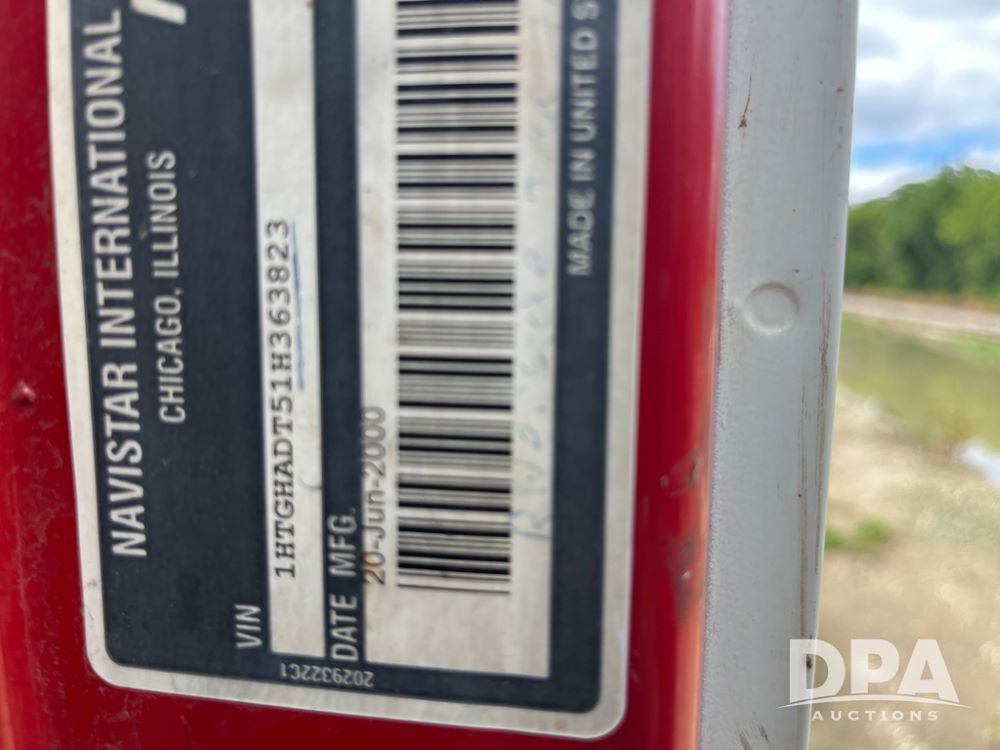 NAVISTAR INTERNATIONAL
CHICAGO, ILLINOIS
VIN
1HTGHADT51H363823
DATE MFG.
20-Jun-2000
MADE IN UNITED S
2029322C1
DPA
AUCTIONS